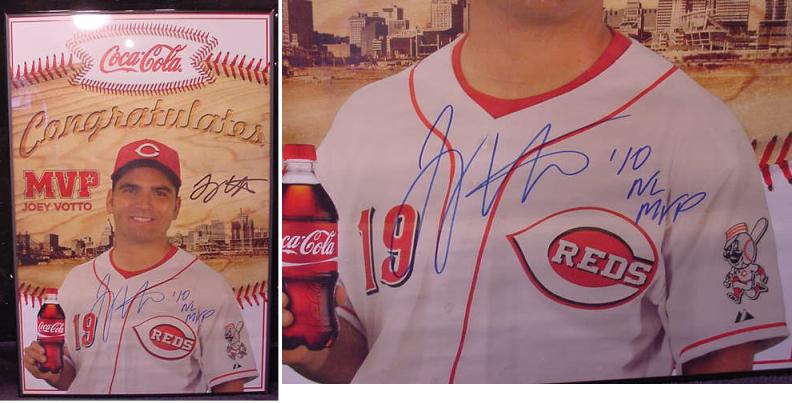 Coca-Cola
Congratulates
MVP
JOEY VOTTO
C
'10
NL
MVP
19
Coca-Cola
REDS
'10
NL
MVP
19
ca-Cola
REDS